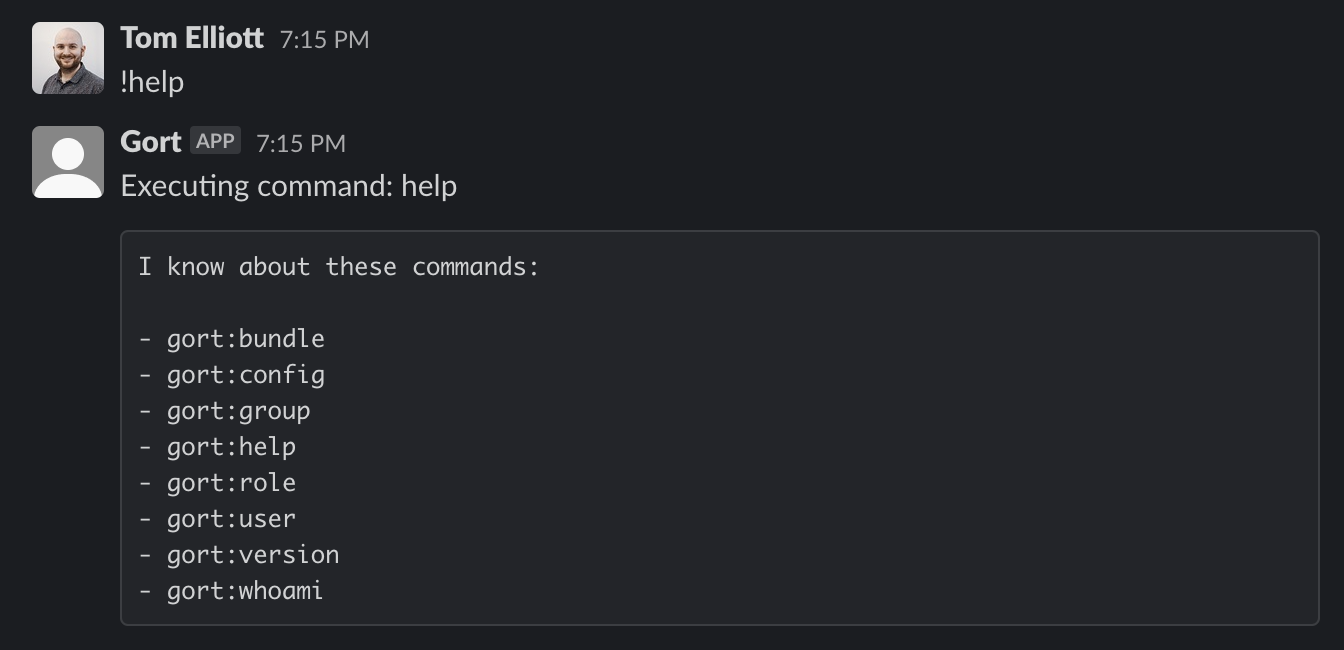 Tom Elliott 7:15 PM
!help
Gort APP 7:15 PM
Executing command: help
I know about these commands:
- gort:bundle
- gort:config
- gort:group
- gort:help
- gort:role
- gort:user
- gort:version
- gort:whoami